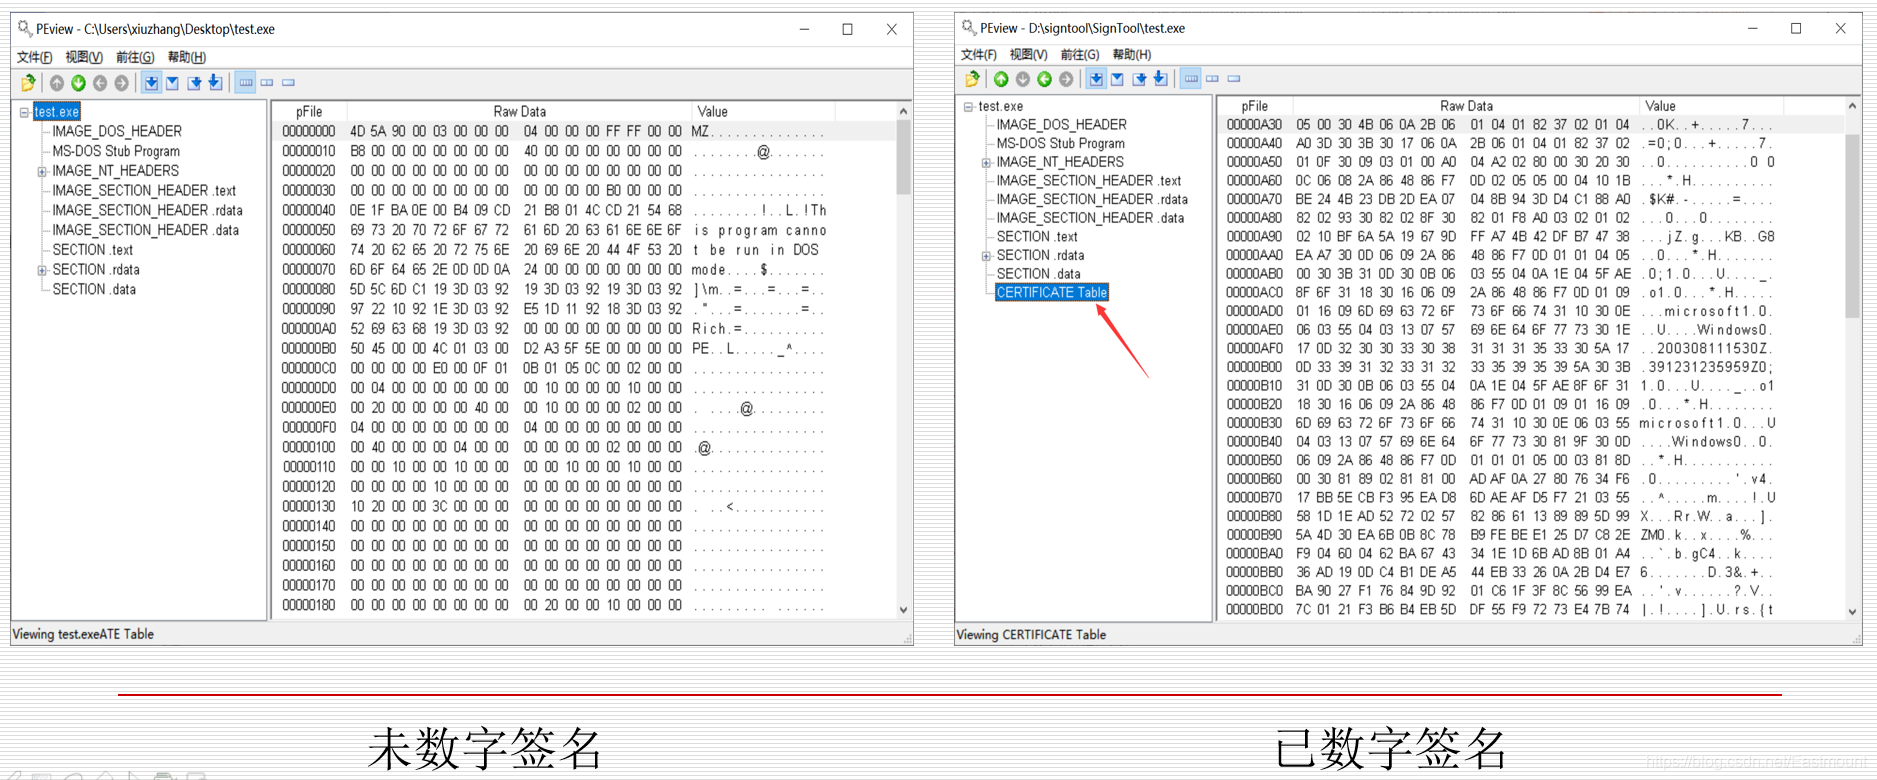 PEview - C:\Users\xiuzhang\Desktop\test.exe
文件(F) 视图(V) 前往(G) 帮助(H)
test.exe
IMAGE_DOS_HEADER
MS-DOS Stub Program
IMAGE_NT_HEADERS
IMAGE_SECTION_HEADER .text
IMAGE_SECTION_HEADER .rdata
IMAGE_SECTION_HEADER .data
SECTION .text
SECTION .rdata
SECTION .data
pFile Raw Data Value
00000000 4D 5A 90 00 03 00 00 00 04 00 00 00 FF FF 00 00 MZ..............
00000010 B8 00 00 00 00 00 00 00 40 00 00 00 00 00 00 00 ........@.......
00000020 00 00 00 00 00 00 00 00 00 00 00 00 00 00 00 00 ................
00000030 00 00 00 00 00 00 00 00 00 00 00 00 B0 00 00 00 ................
00000040 0E 1F BA 0E 00 B4 09 CD 21 B8 01 4C CD 21 54 68 ........!..L.!Th
00000050 69 73 20 70 72 6F 67 72 61 6D 20 63 61 6E 6E 6F is program canno
00000060 74 20 62 65 20 72 75 6E 20 69 6E 20 44 4F 53 20 t be run in DOS
00000070 6D 6F 64 65 2E 0D 0D 0A 24 00 00 00 00 00 00 00 mode....$.......
00000080 5D 5C 6D C1 19 3D 03 92 19 3D 03 92 19 3D 03 92 ]\m..=...=...=..
00000090 97 22 10 92 1E 3D 03 92 E5 1D 11 92 18 3D 03 92 ."...=.......=..
000000A0 52 69 63 68 19 3D 03 92 00 00 00 00 00 00 00 00 Rich.=..........
000000B0 50 45 00 00 4C 01 03 00 D2 A3 5F 5E 00 00 00 00 PE..L....._^....
000000C0 00 00 00 00 E0 00 0F 01 0B 01 05 0C 00 02 00 00 ................
000000D0 00 04 00 00 00 00 00 00 00 10 00 00 00 10 00 00 ................
000000E0 00 20 00 00 00 00 40 00 00 10 00 00 00 02 00 00 . ....@.........
000000F0 04 00 00 00 00 00 00 00 04 00 00 00 00 00 00 00 ................
00000100 00 40 00 00 00 04 00 00 00 00 00 00 02 00 00 00 .@..............
00000110 00 00 10 00 00 10 00 00 00 00 10 00 00 10 00 00 ................
00000120 00 00 00 00 10 00 00 00 00 00 00 00 00 00 00 00 ................
00000130 10 20 00 00 3C 00 00 00 00 00 00 00 00 00 00 00 . ..<...........
00000140 00 00 00 00 00 00 00 00 00 00 00 00 00 00 00 00 ................
00000150 00 00 00 00 00 00 00 00 00 00 00 00 00 00 00 00 ................
00000160 00 00 00 00 00 00 00 00 00 00 00 00 00 00 00 00 ................
00000170 00 00 00 00 00 00 00 00 00 00 00 00 00 00 00 00 ................
00000180 00 00 00 00 00 00 00 00 00 20 00 00 10 00 00 00 ......... ......
Viewing test.exeATE Table
PEview - D:\signtool\SignTool\test.exe
文件(F) 视图(V) 前往(G) 帮助(H)
test.exe
IMAGE_DOS_HEADER
MS-DOS Stub Program
IMAGE_NT_HEADERS
IMAGE_SECTION_HEADER .text
IMAGE_SECTION_HEADER .rdata
IMAGE_SECTION_HEADER .data
SECTION .text
SECTION .rdata
SECTION .data
CERTIFICATE Table
pFile Raw Data Value
00000A30 05 00 30 4B 06 0A 2B 06 01 04 01 82 37 02 01 04 ..0K..+.....7...
00000A40 A0 3D 30 3B 30 17 06 0A 2B 06 01 04 01 82 37 02 .=0;0...+.....7.
00000A50 01 0F 30 09 03 01 00 A0 04 A2 02 80 00 30 20 30 ..0..........0 0
00000A60 0C 06 08 2A 86 48 86 F7 0D 02 05 05 00 04 10 1B ...*.H..........
00000A70 BE 24 4B 23 DB 2D EA 07 04 8B 94 3D D4 C1 88 A0 .$K#.-.....=....
00000A80 82 02 93 30 82 02 8F 30 82 01 F8 A0 03 02 01 02 ...0...0........
00000A90 02 10 BF 6A 5A 19 67 9D FF A7 4B 42 DF B7 47 38 ...jZ.g...KB..G8
00000AA0 EA A7 30 0D 06 09 2A 86 48 86 F7 0D 01 01 04 05 ..0...*.H.......
00000AB0 00 30 3B 31 0D 30 0B 06 03 55 04 0A 1E 04 5F AE .0;1.0...U...._.
00000AC0 8F 6F 31 18 30 16 06 09 2A 86 48 86 F7 0D 01 09 .o1.0...*.H.....
00000AD0 01 16 09 6D 69 63 72 6F 73 6F 66 74 31 10 30 0E ...microsoft1.0.
00000AE0 06 03 55 04 03 13 07 57 69 6E 64 6F 77 73 30 1E ..U....Windows0.
00000AF0 17 0D 32 30 30 33 30 38 31 31 31 35 33 30 5A 17 ..200308111530Z.
00000B00 0D 33 39 31 32 33 31 32 33 35 39 35 39 5A 30 3B .391231235959Z0;
00000B10 31 0D 30 0B 06 03 55 04 0A 1E 04 5F AE 8F 6F 31 1.0...U...._..o1
00000B20 18 30 16 06 09 2A 86 48 86 F7 0D 01 09 01 16 09 .0...*.H........
00000B30 6D 69 63 72 6F 73 6F 66 74 31 10 30 0E 06 03 55 microsoft1.0...U
00000B40 04 03 13 07 57 69 6E 64 6F 77 73 30 81 9F 30 0D ....Windows0..0.
00000B50 06 09 2A 86 48 86 F7 0D 01 01 01 05 00 03 81 8D ..*.H...........
00000B60 00 30 81 89 02 81 81 00 AD AF 0A 27 80 76 34 F6 .0.........'.v4.
00000B70 17 BB 5E CB F3 95 EA D8 6D AE AF D5 F7 21 03 55 ..^.....m....!.U
00000B80 58 1D 1E AD 52 72 02 57 82 86 61 13 89 89 5D 99 X...Rr.W..a...].
00000B90 5A 4D 30 EA 6B 0B 8C 78 B9 FE BE E1 25 D7 C8 2E ZM0.k..x....%...
00000BA0 F9 04 60 04 62 BA 67 43 34 1E 1D 6B AD 8B 01 A4 ..`.b.gC4..k....
00000BB0 36 AD 19 0D C4 B1 DE A5 44 EB 33 26 0A 2B D4 E7 6.......D.3&.+..
00000BC0 BA 90 27 F1 76 84 9D 92 01 C6 1F 3F 8C 56 99 EA ..'.v......?.V..
00000BD0 7C 01 21 F3 B6 B4 EB 5D DF 55 F9 72 73 E4 7B 74 |.!....].U.rs.{t
Viewing CERTIFICATE Table
未数字签名 已数字签名
https://blog.csdn.net/Eastmount